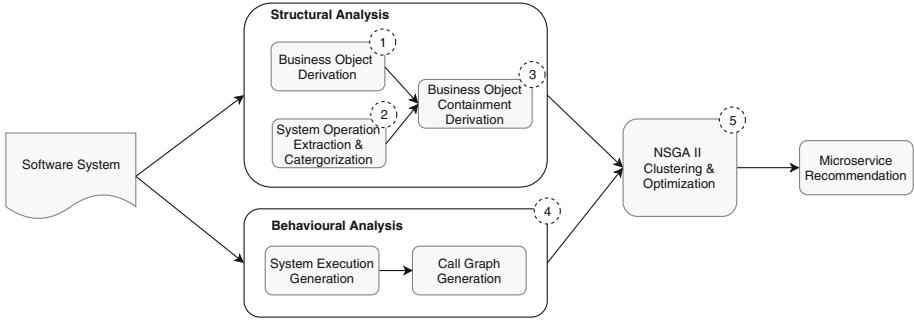 Structural Analysis
1
Business Object
Derivation
2
System Operation
Extraction &
Catergorization
3
Business Object
Containment
Derivation
Software System
Behavioural Analysis
4
System Execution
Generation
Call Graph
Generation
5
NSGA II
Clustering &
Optimization
Microservice
Recommendation